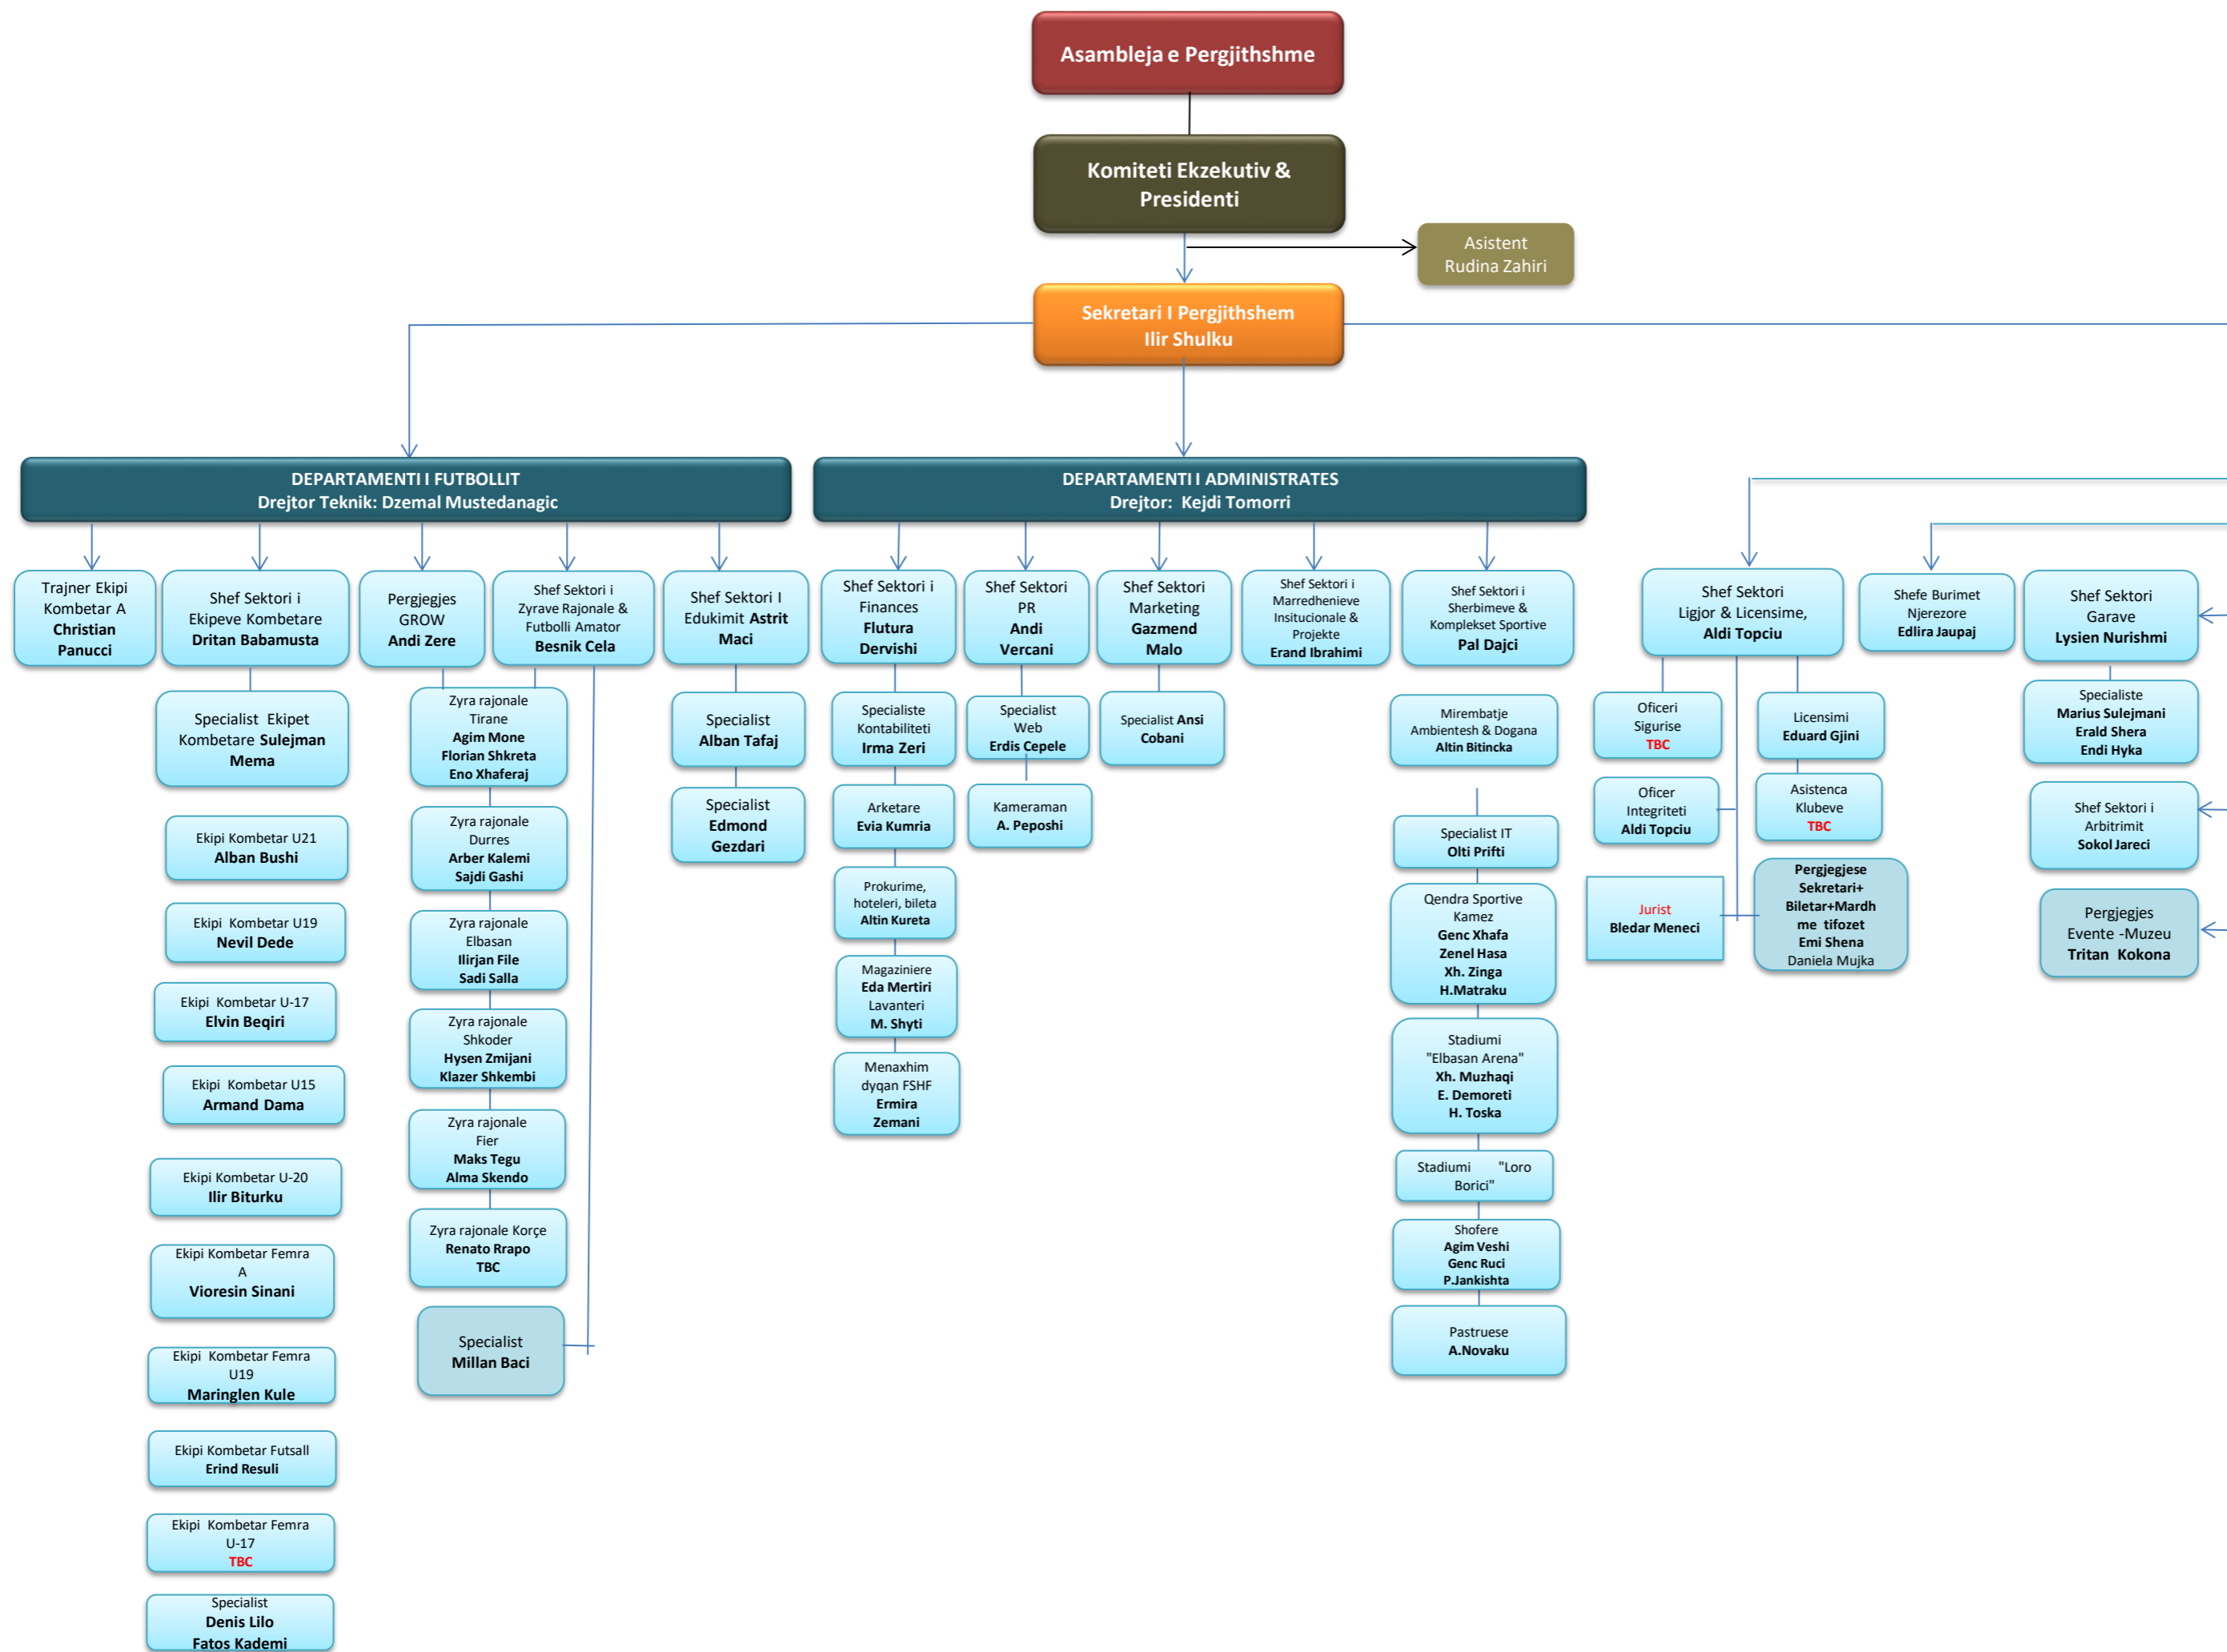 Asambleja e Pergjithshme
Komiteti Ekzekutiv &
Presidenti
Asistent
Rudina Zahiri
Sekretari I Pergjithshem
Ilir Shulku
DEPARTAMENTI I FUTBOLLIT
Drejtor Teknik: Dzemal Mustedanagic
DEPARTAMENTI I ADMINISTRATES
Drejtor: Kejdi Tomorri
Trajner Ekipi
Kombetar A
Christian
Panucci
Shef Sektori i
Ekipeve Kombetare
Dritan Babamusta
Pergjegjes
GROW
Andi Zere
Shef Sektori i
Zyrave Rajonale &
Futbolli Amator
Besnik Cela
Shef Sektori I
Edukimit Astrit
Maci
Shef Sektori i
Finances
Flutura
Dervishi
Shef Sektori
PR
Andi
Vercani
Shef Sektori
Marketing
Gazmend
Malo
Shef Sektori i
Marredhenieve
Insitucionale &
Projekte
Erand Ibrahimi
Shef Sektori i
Sherbimeve &
Komplekset Sportive
Pal Dajci
Shef Sektori
Ligjor & Licensime,
Aldi Topciu
Shefe Burimet
Njerezore
Edlira Jaupaj
Shef Sektori
Garave
Lysien Nurishmi
Specialist Ekipet
Kombetare Sulejman
Mema
Ekipi Kombetar U21
Alban Bushi
Ekipi Kombetar U19
Nevil Dede
Ekipi Kombetar U-17
Elvin Beqiri
Ekipi Kombetar U15
Armand Dama
Ekipi Kombetar U-20
Ilir Biturku
Ekipi Kombetar Femra
A
Vioresin Sinani
Ekipi Kombetar Femra
U19
Maringlen Kule
Ekipi Kombetar Futsall
Erind Resuli
Ekipi Kombetar Femra
U-17
TBC
Specialist
Denis Lilo
Fatos Kademi
Zyra rajonale
Tirane
Agim Mone
Florian Shkreta
Eno Xhaferaj
Zyra rajonale
Durres
Arber Kalemi
Sajdi Gashi
Zyra rajonale
Elbasan
Ilirjan File
Sadi Salla
Zyra rajonale
Shkoder
Hysen Zmijani
Klazer Shkembi
Zyra rajonale
Fier
Maks Tegu
Alma Skendo
Zyra rajonale Korçe
Renato Rrapo
TBC
Specialist
Millan Baci
Specialist
Alban Tafaj
Specialist
Edmond
Gezdari
Specialiste
Kontabiliteti
Irma Zeri
Arketare
Evia Kumria
Prokurime,
hoteleri, bileta
Altin Kureta
Magaziniere
Eda Mertiri
Lavanteri
M. Shyti
Menaxhim
dyqan FSHF
Ermira
Zemani
Specialist
Web
Erdis Cepele
Kameraman
A. Peposhi
Specialist Ansi
Cobani
Mirembatje
Ambientesh & Dogana
Altin Bitincka
Specialist IT
Olti Prifti
Qendra Sportive
Kamez
Genc Xhafa
Zenel Hasa
Xh. Zinga
H.Matraku
Stadiumi
"Elbasan Arena"
Xh. Muzhaqi
E. Demoreti
H. Toska
Stadiumi "Loro
Borici"
Shofere
Agim Veshi
Genc Ruci
P.Jankishta
Pastruese
A.Novaku
Oficeri
Sigurise
TBC
Oficer
Integriteti
Aldi Topciu
Jurist
Bledar Meneci
Licensimi
Eduard Gjini
Asistenca
Klubeve
TBC
Pergjegjese
Sekretari+
Biletar+Mardh
me tifozet
Emi Shena
Daniela Mujka
Specialiste
Marius Sulejmani
Erald Shera
Endi Hyka
Shef Sektori i
Arbitrimit
Sokol Jareci
Pergjegjes
Evente -Muzeu
Tritan Kokona